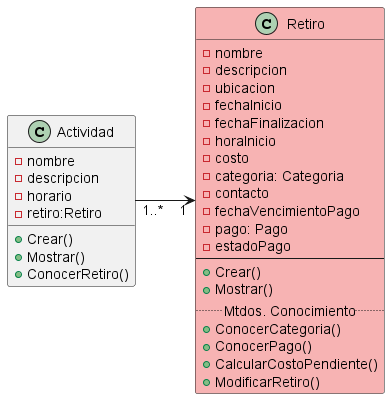 C Actividad
nombre
descripcion
horario
retiro:Retiro
Crear()
Mostrar()
ConocerRetiro()
1..* 1
C Retiro
nombre
descripcion
ubicacion
fechaInicio
fechaFinalizacion
horaInicio
costo
categoria: Categoria
contacto
fechaVencimientoPago
pago: Pago
estadoPago
Crear()
Mostrar()
Mtdos. Conocimiento
ConocerCategoria()
ConocerPago()
CalcularCostoPendiente()
ModificarRetiro()